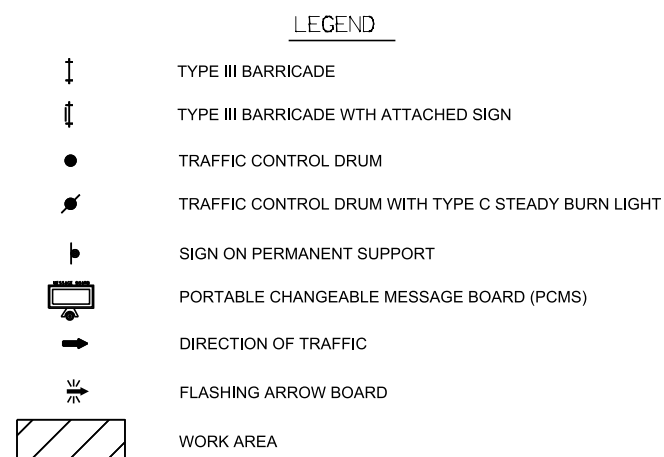 LEGEND
TYPE III BARRICADE
TYPE III BARRICADE WTH ATTACHED SIGN
TRAFFIC CONTROL DRUM
TRAFFIC CONTROL DRUM WITH TYPE C STEADY BURN LIGHT
SIGN ON PERMANENT SUPPORT
MESSAGE BOARD
PORTABLE CHANGEABLE MESSAGE BOARD (PCMS)
DIRECTION OF TRAFFIC
FLASHING ARROW BOARD
WORK AREA